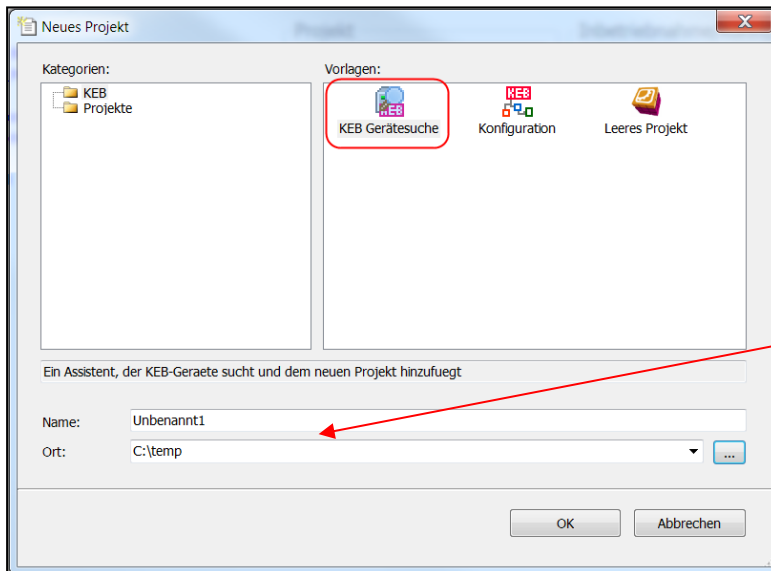 Neues Projekt
Kategorien:
Vorlagen:
KEB
Projekte
KEB
KEB
KEB Gerätesuche
Konfiguration
Leeres Projekt
Ein Assistent, der KEB-Geraete sucht und dem neuen Projekt hinzufuegt
Name:
Unbenannt1
Ort:
C:\temp
...
OK
Abbrechen